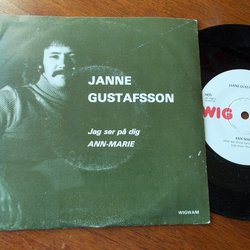 JANNE
GUSTAFSSON
Jag ser på dig
ANN-MARIE
WIGWAM
WIG